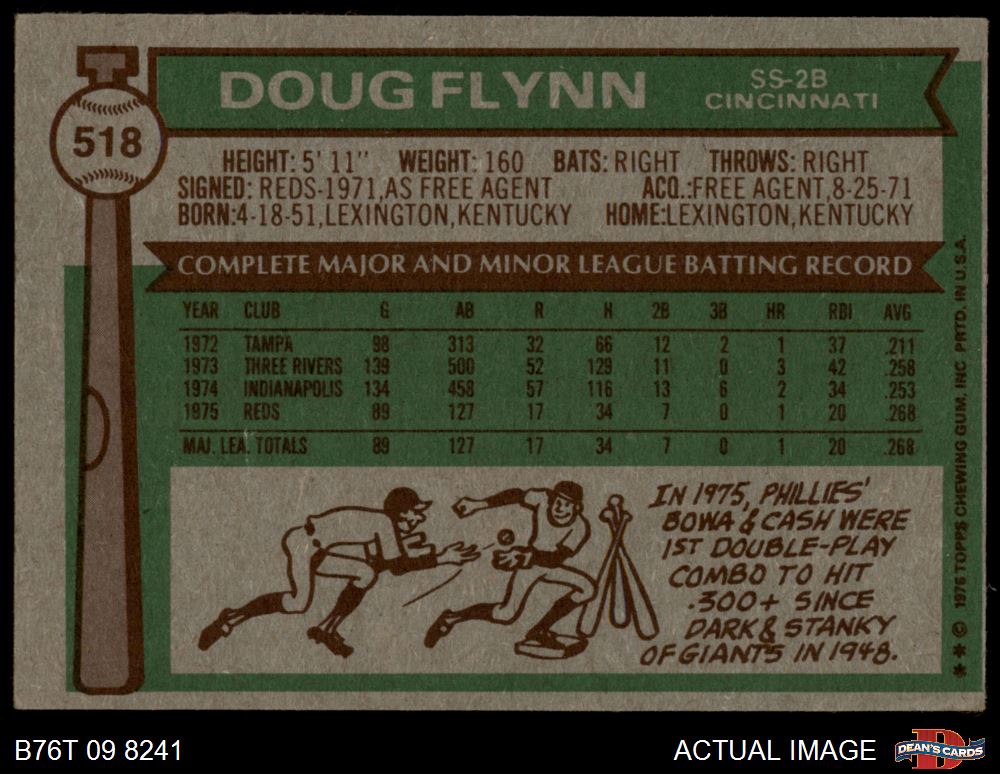 518
DOUG FLYNN
SS-2B
CINCINNATI
HEIGHT: 5' 11" WEIGHT: 160 BATS: RIGHT THROWS: RIGHT
SIGNED: REDS-1971, AS FREE AGENT ACQ.: FREE AGENT, 8-25-71
BORN: 4-18-51, LEXINGTON, KENTUCKY HOME: LEXINGTON, KENTUCKY
COMPLETE MAJOR AND MINOR LEAGUE BATTING RECORD
YEAR CLUB G AB R H 2B 3B HR RBI AVG
1972 TAMPA 98 313 32 66 12 2 1 37 .211
1973 THREE RIVERS 139 500 52 129 11 0 3 42 .258
1974 INDIANAPOLIS 134 458 57 116 13 6 2 34 .253
1975 REDS 89 127 17 34 7 0 1 20 .268
MAJ. LEA. TOTALS 89 127 17 34 7 0 1 20 .268
IN 1975, PHILLIES'
BOWA & CASH WERE
1ST DOUBLE-PLAY
COMBO TO HIT
.300+ SINCE
DARK & STANKY
OF GIANTS IN 1948.
* * © 1976 TOPPS CHEWING GUM, INC. PRTD. IN U.S.A.
B76T 09 8241
ACTUAL IMAGE
D
DEAN'S CARDS